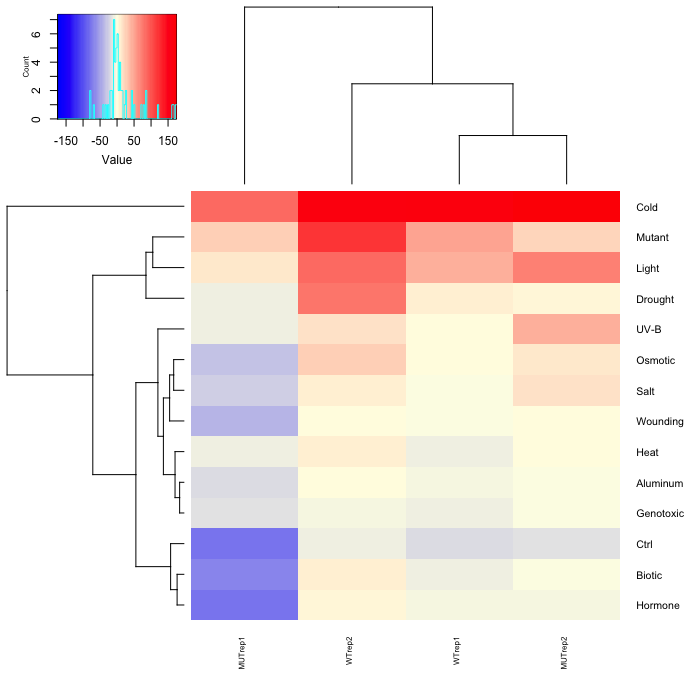 Count
0 2 4 6
-150 -50 50 150
Value
Cold
Mutant
Light
Drought
UV-B
Osmotic
Salt
Wounding
Heat
Aluminum
Genotoxic
Ctrl
Biotic
Hormone
MUTrep1 WTrep2 WTrep1 MUTrep2